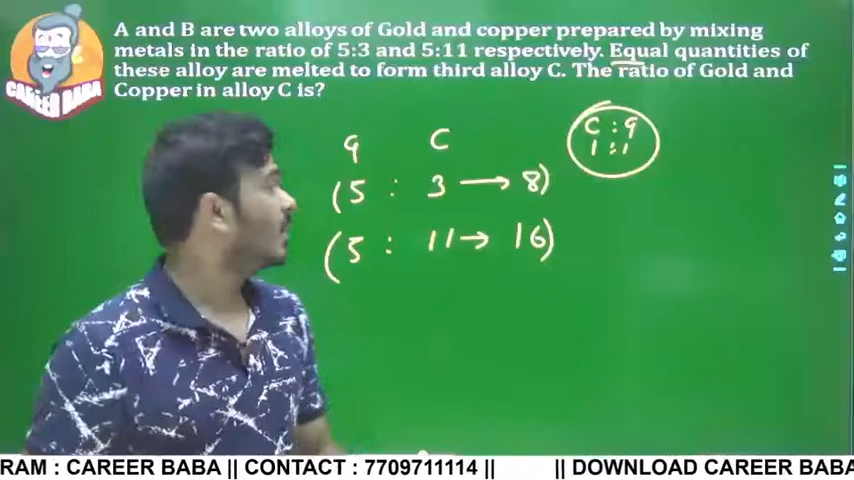 A and B are two alloys of Gold and copper prepared by mixing
metals in the ratio of 5:3 and 5:11 respectively. Equal quantities of
these alloy are melted to form third alloy C. The ratio of Gold and
Copper in alloy C is?
CAREER BABA
g C
C : g
1 : 1
(5 : 3 → 8)
(5 : 11 → 16)
RAM : CAREER BABA || CONTACT : 7709711114 || || DOWNLOAD CAREER BABA